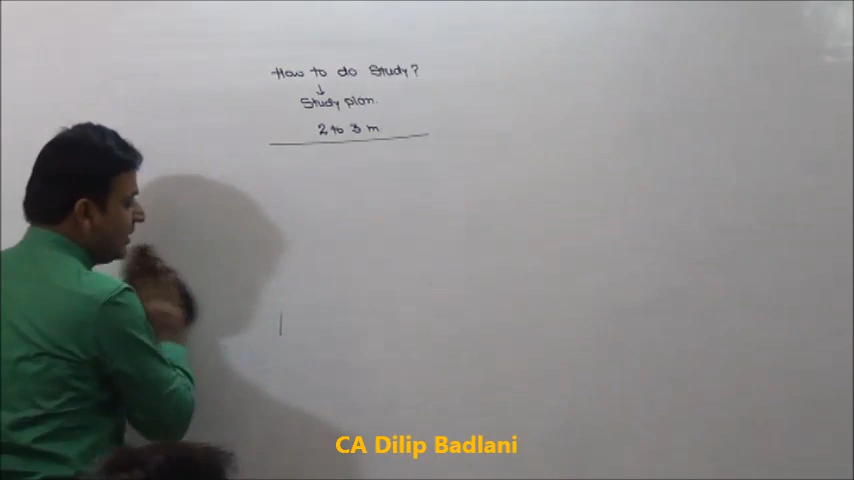 How to do Study?
↓
Study plan.
2 to 3 m
CA Dilip Badlani